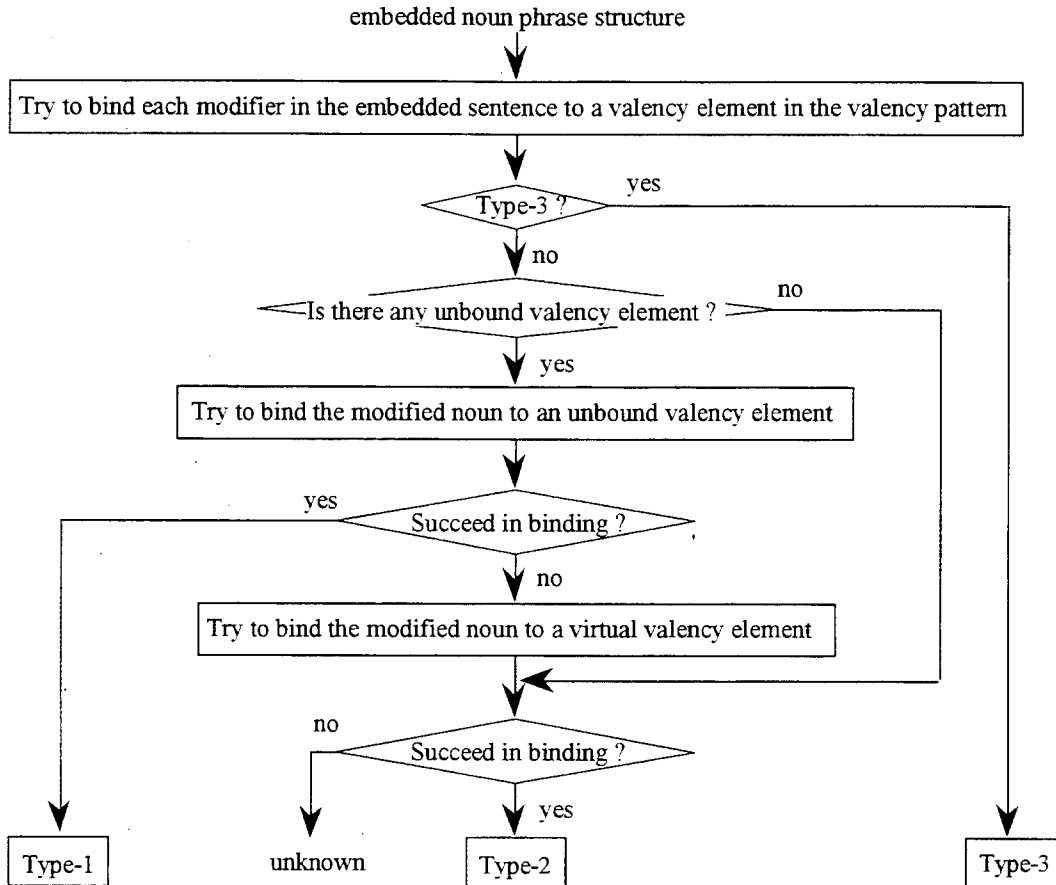 embedded noun phrase structure
Try to bind each modifier in the embedded sentence to a valency element in the valency pattern
yes
Type-3 ?
no
Is there any unbound valency element ?
no
yes
Try to bind the modified noun to an unbound valency element
yes
Succeed in binding ?
no
Try to bind the modified noun to a virtual valency element
no
Succeed in binding ?
yes
Type-1
unknown
Type-2
Type-3